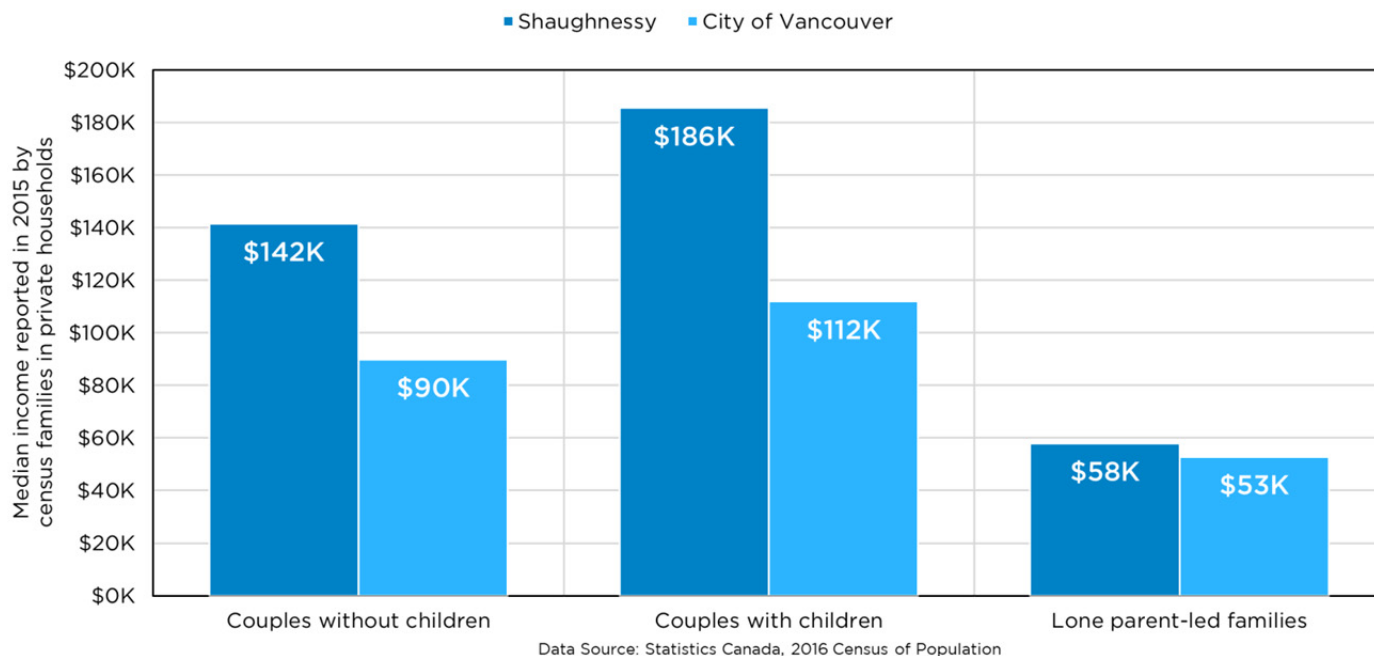 Shaughnessy City of Vancouver
Median income reported in 2015 by
census families in private households
$200K
$180K
$160K
$140K
$120K
$100K
$80K
$60K
$40K
$20K
$0K
$142K
$90K
$186K
$112K
$58K
$53K
Couples without children
Couples with children
Lone parent-led families
Data Source: Statistics Canada, 2016 Census of Population